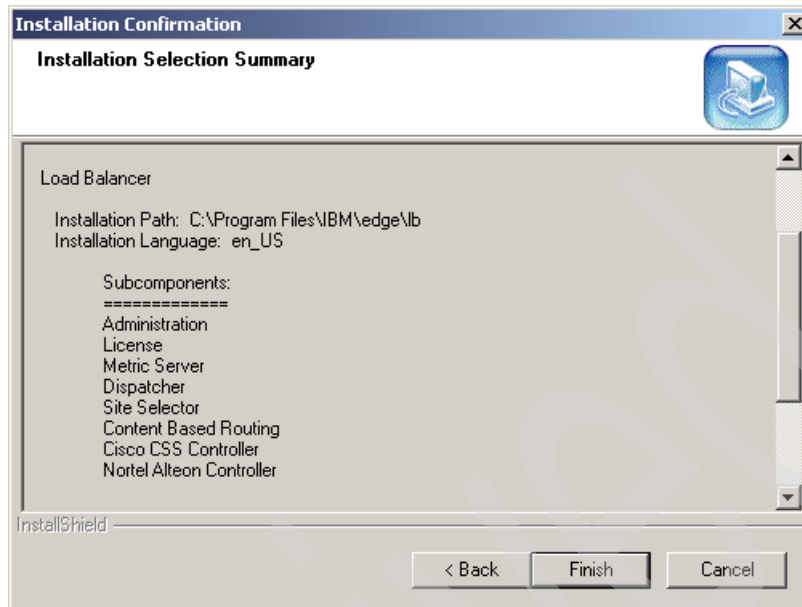 Installation Confirmation
Installation Selection Summary
Load Balancer
Installation Path: C:\Program Files\IBM\edge\lb
Installation Language: en_US
Subcomponents:
=============
Administration
License
Metric Server
Dispatcher
Site Selector
Content Based Routing
Cisco CSS Controller
Nortel Alteon Controller
InstallShield
< Back Finish Cancel